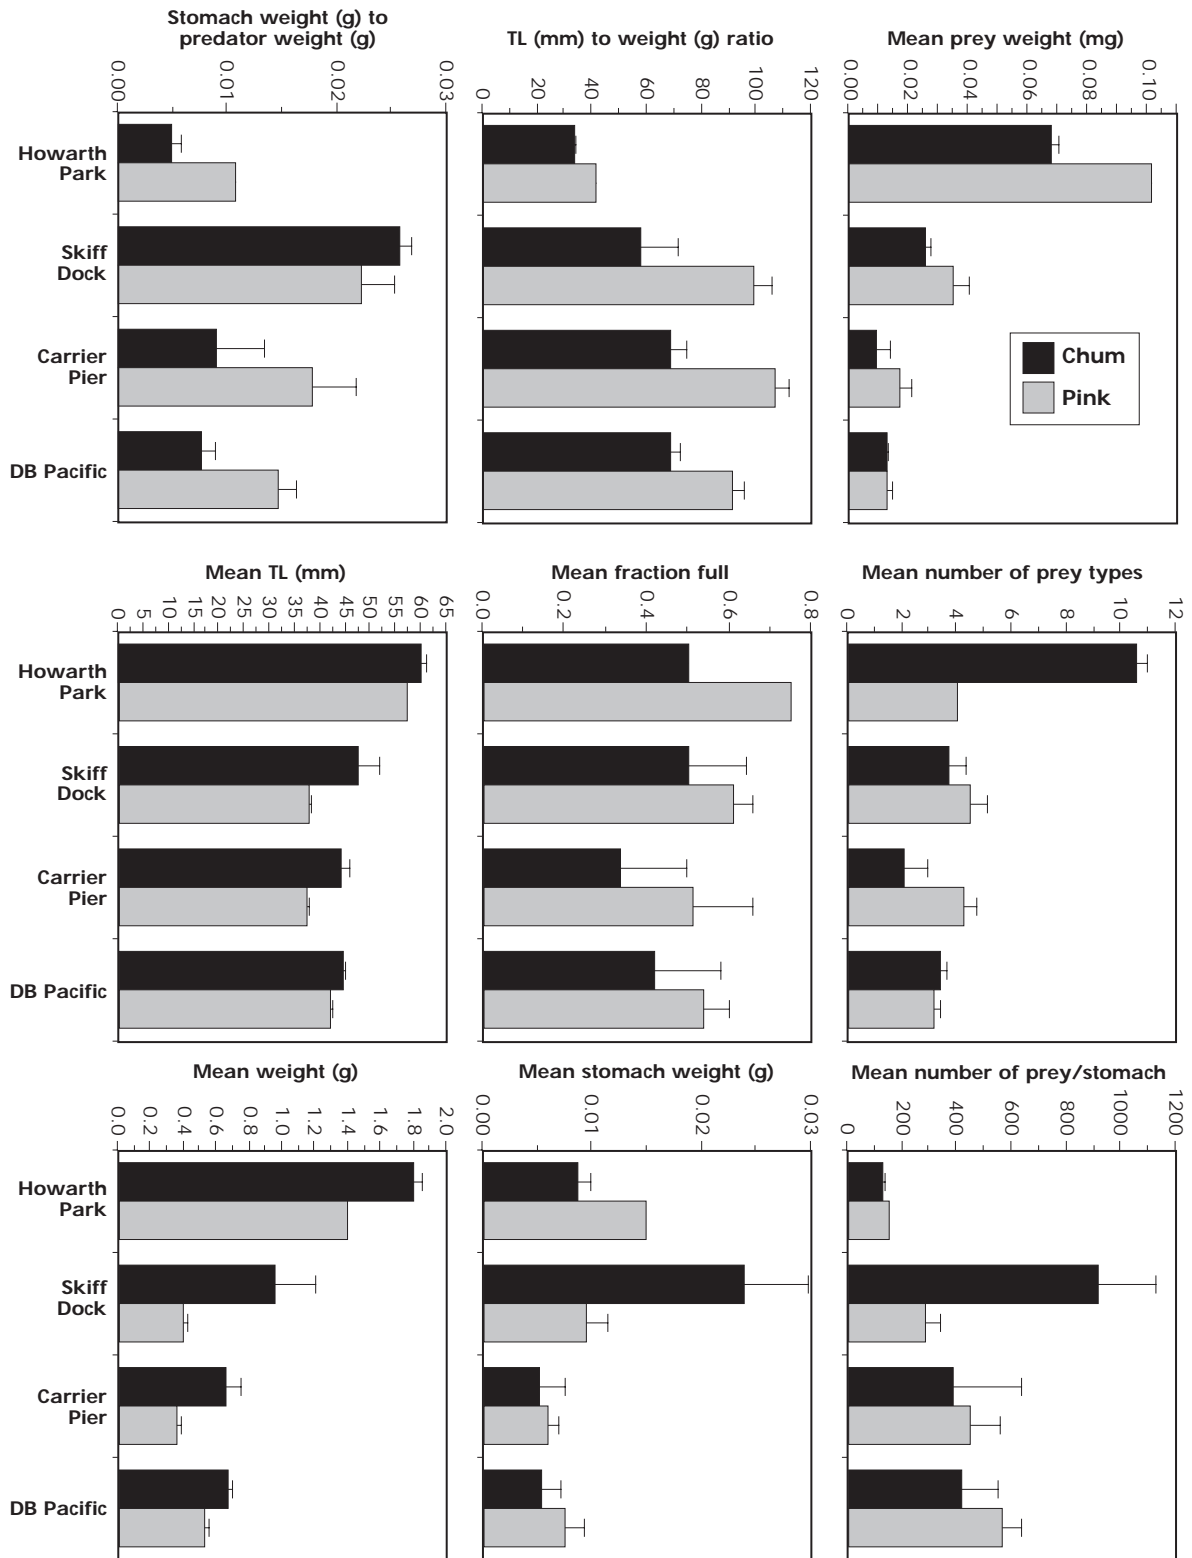 Stomach weight (g) to
predator weight (g)
0.00
0.01
0.02
0.03
TL (mm) to weight (g) ratio
0
20
40
60
80
100
120
Mean prey weight (mg)
0.00
0.02
0.04
0.06
0.08
0.10
Howarth
Park
Skiff
Dock
Carrier
Pier
DB Pacific
Chum
Pink
Mean TL (mm)
0
5
10
15
20
25
30
35
40
45
50
55
60
65
Mean fraction full
0.0
0.2
0.4
0.6
0.8
Mean number of prey types
0
2
4
6
8
10
12
Howarth
Park
Skiff
Dock
Carrier
Pier
DB Pacific
Mean weight (g)
0.0
0.2
0.4
0.6
0.8
1.0
1.2
1.4
1.6
1.8
2.0
Mean stomach weight (g)
0.00
0.01
0.02
0.03
Mean number of prey/stomach
0
200
400
600
800
1000
1200
Howarth
Park
Skiff
Dock
Carrier
Pier
DB Pacific